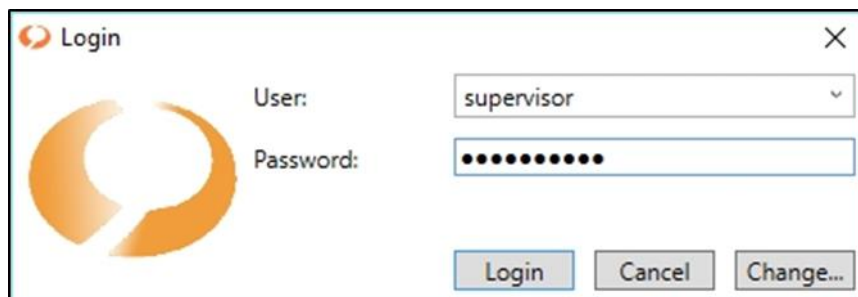 Login
User: supervisor
Password: ••••••••••
Login Cancel Change...